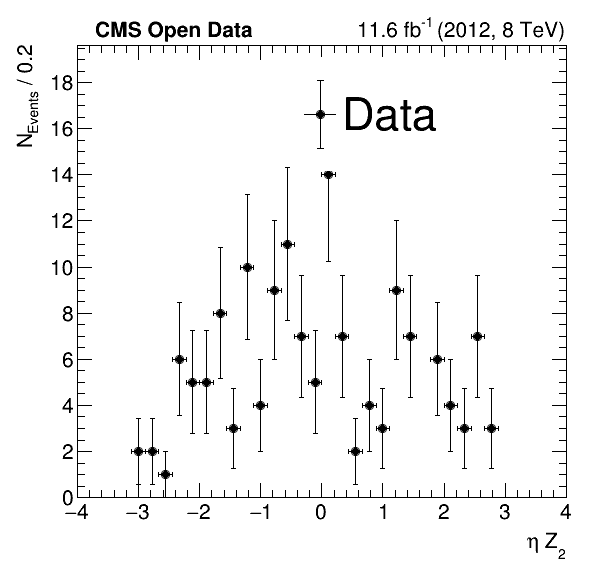 CMS Open Data 11.6 fb⁻¹ (2012, 8 TeV)
N_Events / 0.2
Data
18
16
14
12
10
8
6
4
2
0
−4 −3 −2 −1 0 1 2 3 4
η Z₂